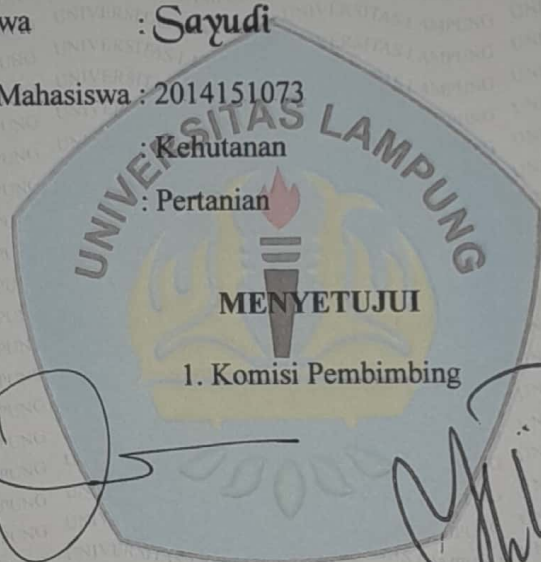 wa : Sayudi
Mahasiswa : 2014151073
: Kehutanan
: Pertanian
UNIVERSITAS LAMPUNG
MENYETUJUI
1. Komisi Pembimbing